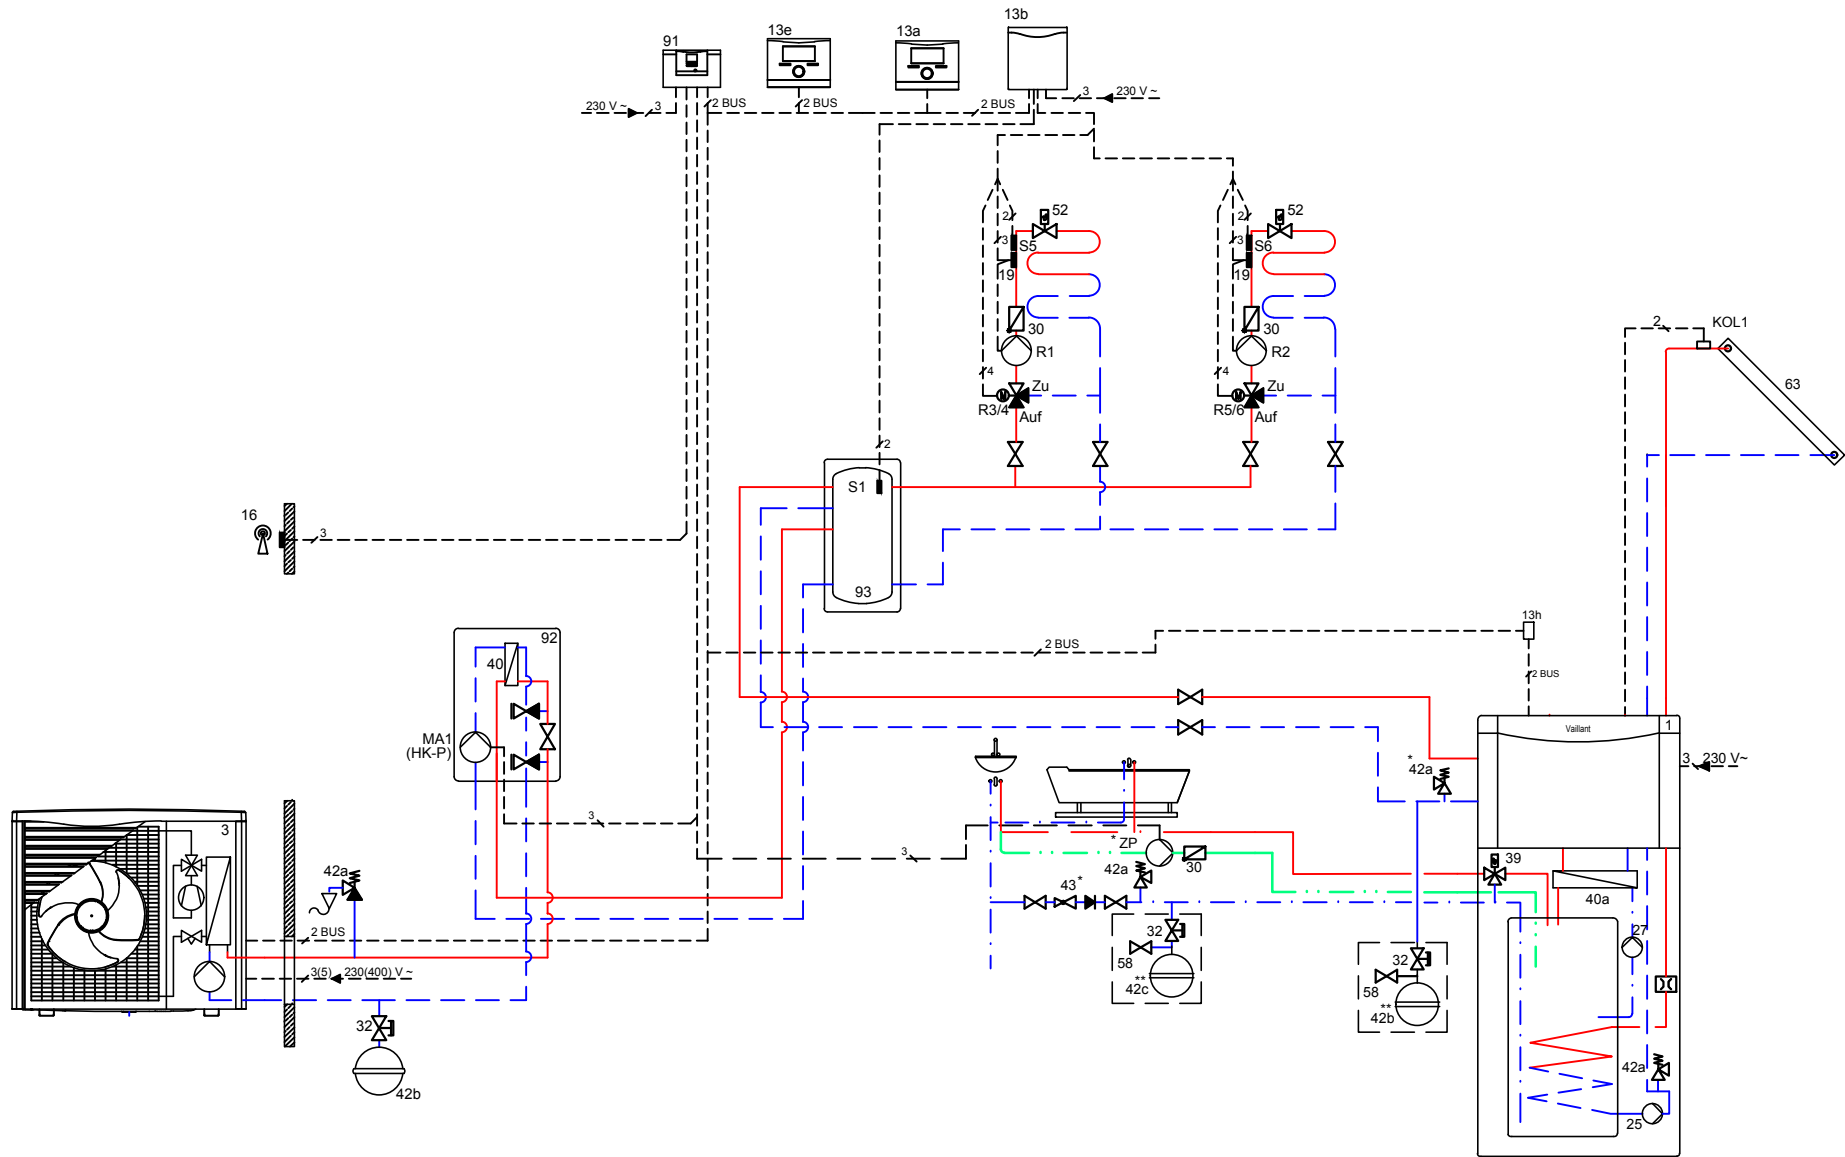 13b
13e
13a
91
230 V ~
3
2 BUS
2 BUS
2 BUS
3
230 V ~
2
52
2
52
3
S5
3
S6
19
19
30
30
R1
R2
2
KOL1
4
Zu
4
Zu
63
R3/4
Auf
R5/6
Auf
2
S1
16
3
93
13h
92
2 BUS
40
2 BUS
MA1
(HK-P)
Vaillant
1
*
42a
3
230 V~
3
3
* ZP
3
42a
42a
30
39
43
*
40a
2 BUS
32
27
58
32
3(5)
230(400) V ~
**
42c
58
32
**
42b
42a
42b
25